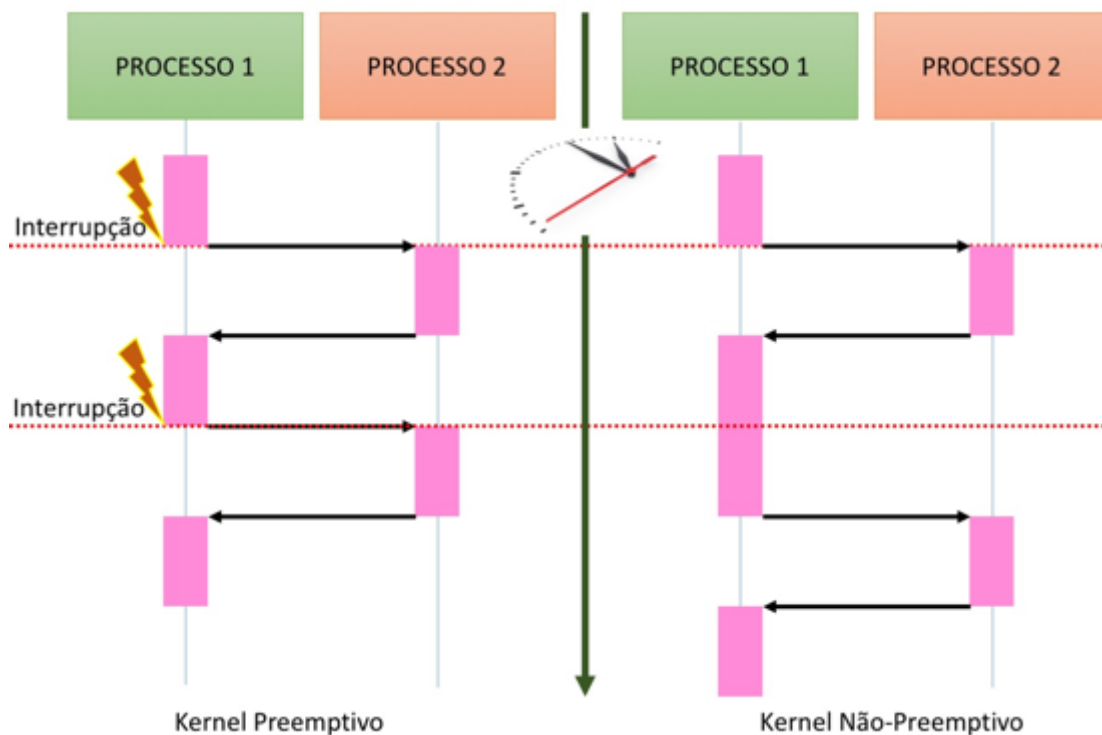 PROCESSO 1
PROCESSO 2
PROCESSO 1
PROCESSO 2
Interrupção
Interrupção
Kernel Preemptivo
Kernel Não-Preemptivo